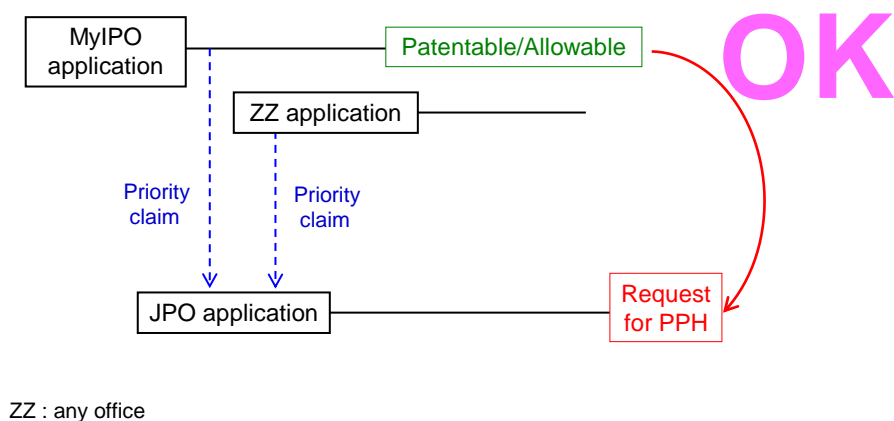 MyIPO
application
Patentable/Allowable
OK
ZZ application
Priority
claim
Priority
claim
JPO application
Request
for PPH
ZZ : any office